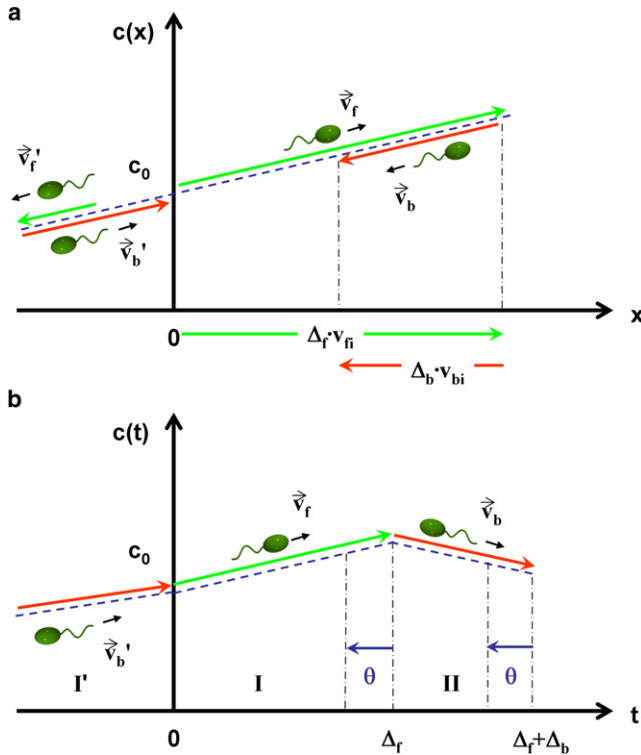 a
c(x)
v⃗f
v⃗f'
c0
v⃗b
v⃗b'
x
0
Δf·vfi
Δb·vbi
b
c(t)
v⃗f
v⃗b
c0
v⃗b'
I'
I
θ
II
θ
t
0
Δf
Δf+Δb